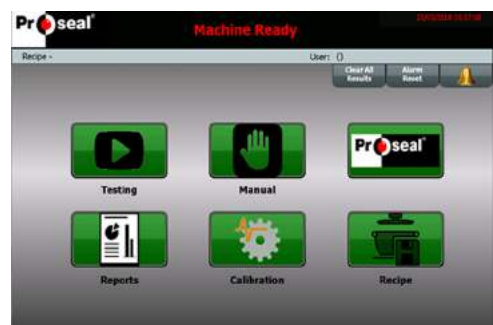 Proseal
Machine Ready
Recipe -
User: ()
Clear All
Results
Alarm
Reset
Testing
Manual
Proseal
Reports
Calibration
Recipe